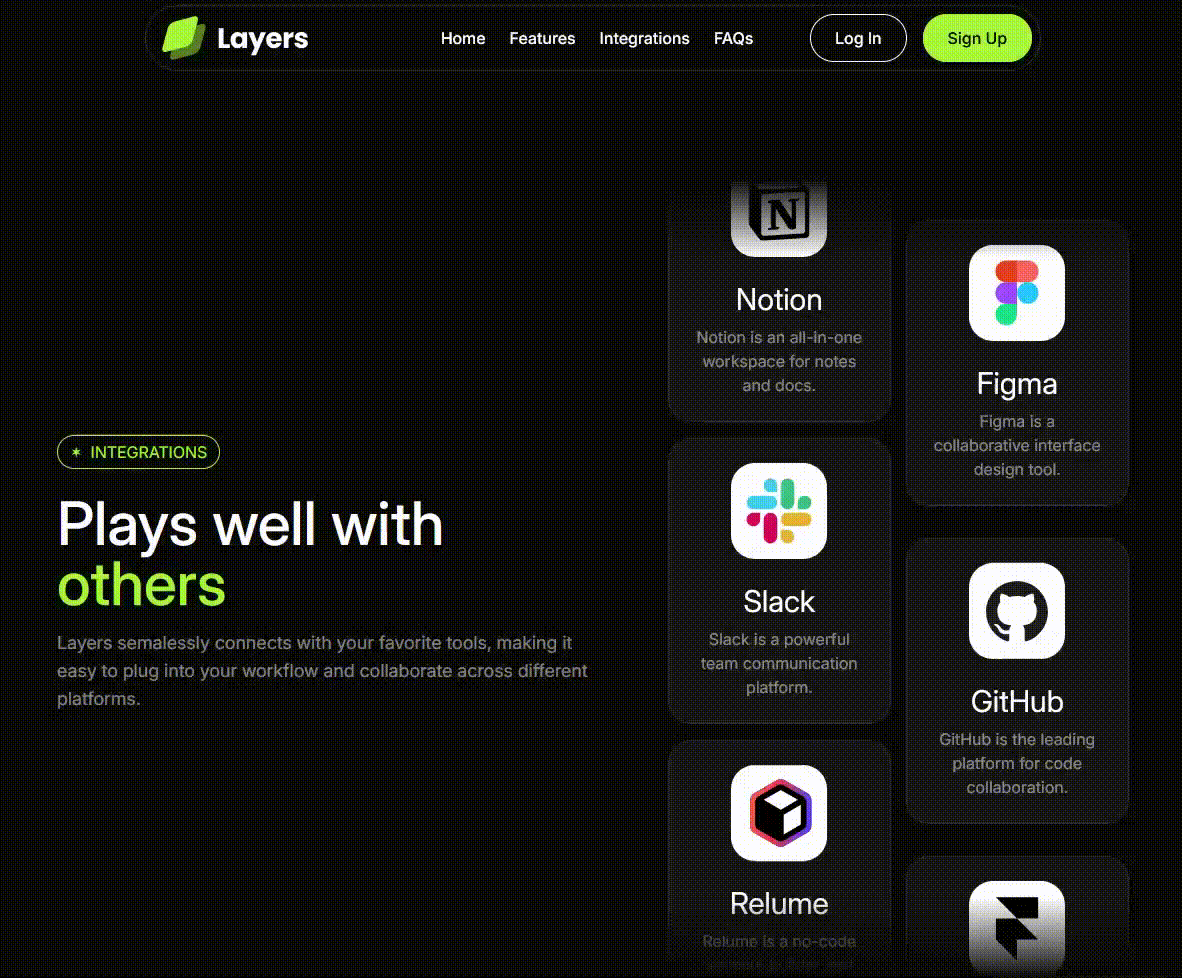 Layers
Home Features Integrations FAQs Log In Sign Up
✶ INTEGRATIONS
Plays well with
others
Layers semalessly connects with your favorite tools, making it
easy to plug into your workflow and collaborate across different
platforms.
N
Notion
Notion is an all-in-one
workspace for notes
and docs.
Slack
Slack is a powerful
team communication
platform.
Relume
Relume is a no-code
Figma
Figma is a
collaborative interface
design tool.
GitHub
GitHub is the leading
platform for code
collaboration.